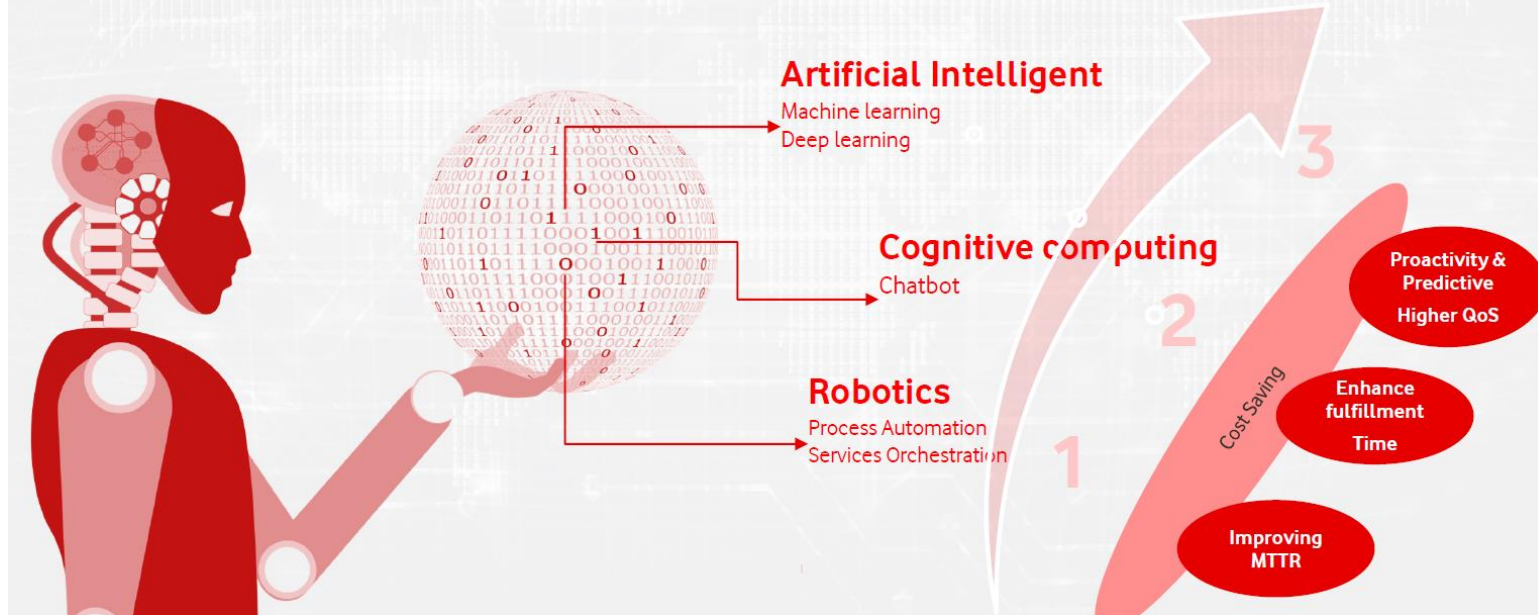 Artificial Intelligent
Machine learning
Deep learning
Cognitive computing
Chatbot
Robotics
Process Automation
Services Orchestration
1
2
3
Cost Saving
Proactivity &
Predictive
Higher QoS
Enhance
fulfillment
Time
Improving
MTTR